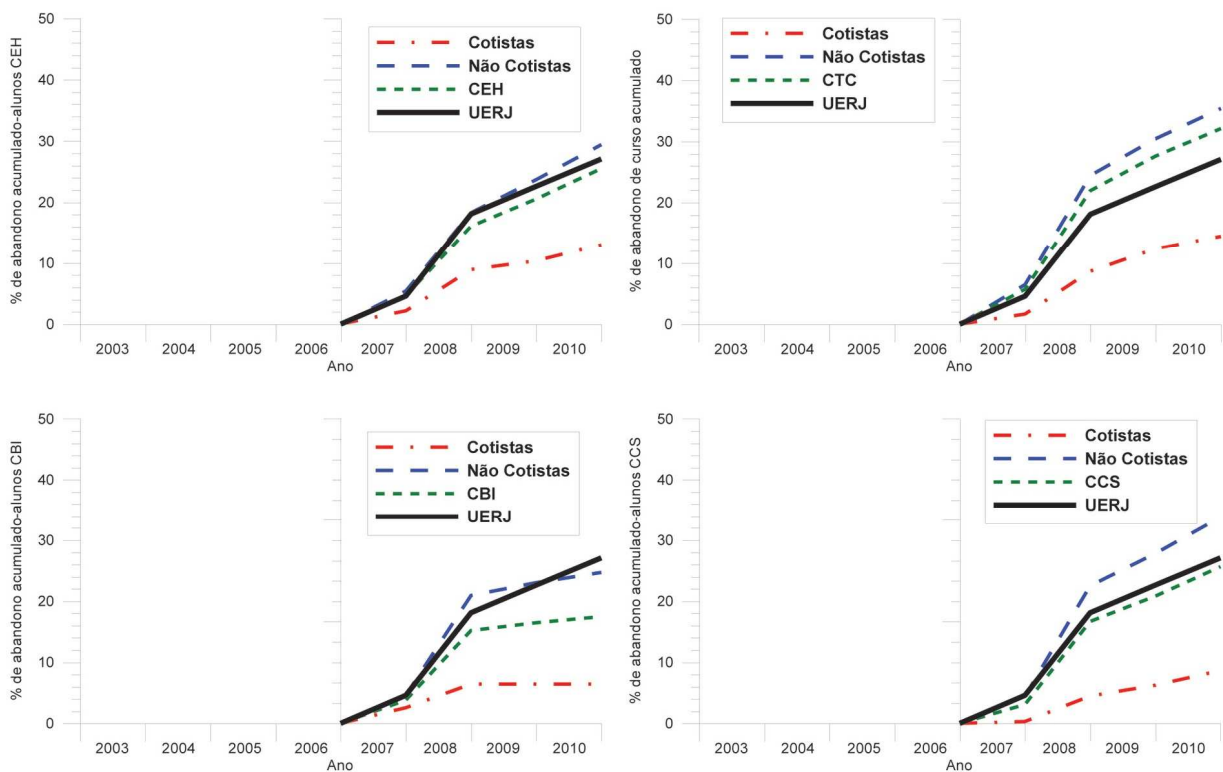 % de abandono acumulado-alunos CEH
50
40
30
20
10
0
Cotistas
Não Cotistas
CEH
UERJ
2003 2004 2005 2006 2007 2008 2009 2010
Ano
% de abandono de curso acumulado
50
40
30
20
10
0
Cotistas
Não Cotistas
CTC
UERJ
2003 2004 2005 2006 2007 2008 2009 2010
Ano
% de abandono acumulado-alunos CBI
50
40
30
20
10
0
Cotistas
Não Cotistas
CBI
UERJ
2003 2004 2005 2006 2007 2008 2009 2010
Ano
% de abandono acumulado-alunos CCS
50
40
30
20
10
0
Cotistas
Não Cotistas
CCS
UERJ
2003 2004 2005 2006 2007 2008 2009 2010
Ano